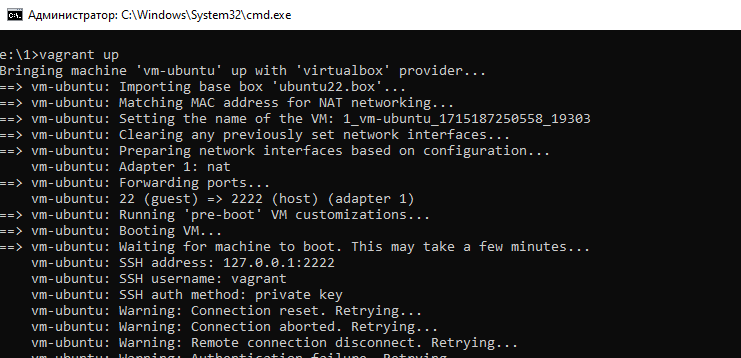 Администратор: C:\Windows\System32\cmd.exe
e:\1>vagrant up
Bringing machine 'vm-ubuntu' up with 'virtualbox' provider...
==> vm-ubuntu: Importing base box 'ubuntu22.box'...
==> vm-ubuntu: Matching MAC address for NAT networking...
==> vm-ubuntu: Setting the name of the VM: 1_vm-ubuntu_1715187250558_19303
==> vm-ubuntu: Clearing any previously set network interfaces...
==> vm-ubuntu: Preparing network interfaces based on configuration...
    vm-ubuntu: Adapter 1: nat
==> vm-ubuntu: Forwarding ports...
    vm-ubuntu: 22 (guest) => 2222 (host) (adapter 1)
==> vm-ubuntu: Running 'pre-boot' VM customizations...
==> vm-ubuntu: Booting VM...
==> vm-ubuntu: Waiting for machine to boot. This may take a few minutes...
    vm-ubuntu: SSH address: 127.0.0.1:2222
    vm-ubuntu: SSH username: vagrant
    vm-ubuntu: SSH auth method: private key
    vm-ubuntu: Warning: Connection reset. Retrying...
    vm-ubuntu: Warning: Connection aborted. Retrying...
    vm-ubuntu: Warning: Remote connection disconnect. Retrying...
    vm-ubuntu: Warning: Authentication failure. Retrying